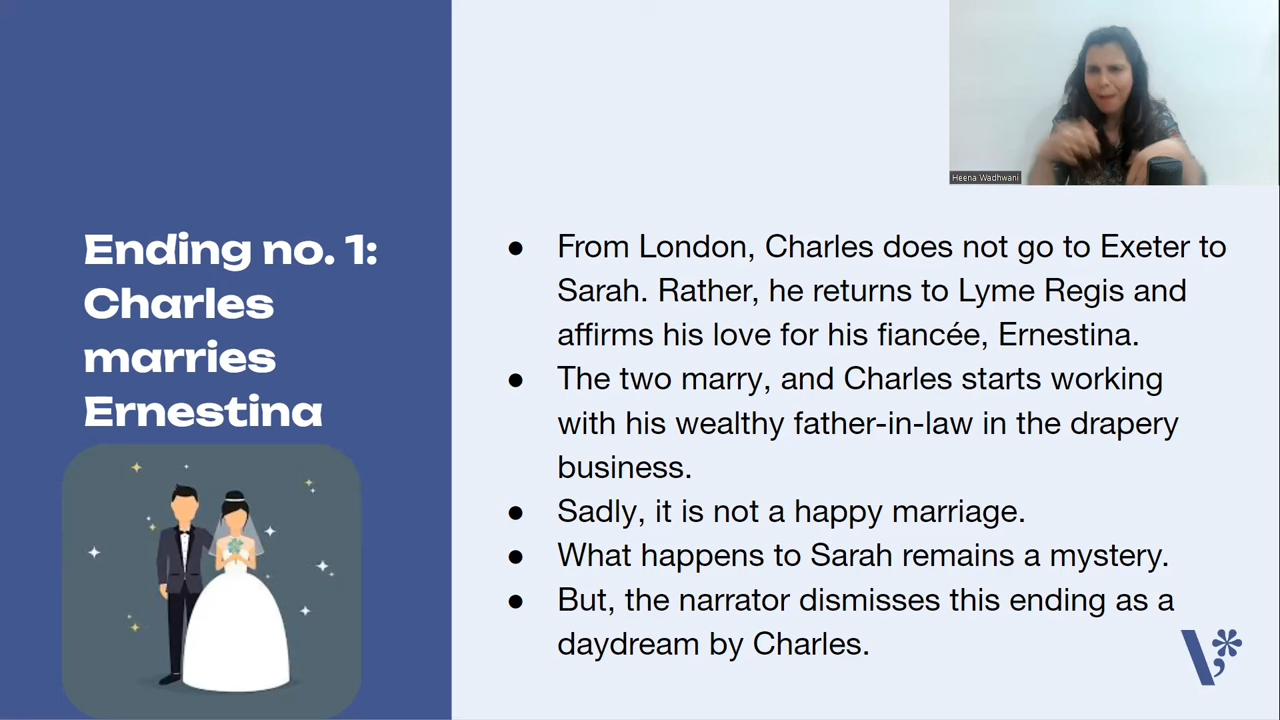 Heena Wadhwani
Ending no. 1:
Charles
marries
Ernestina
● From London, Charles does not go to Exeter to
Sarah. Rather, he returns to Lyme Regis and
affirms his love for his fiancée, Ernestina.
● The two marry, and Charles starts working
with his wealthy father-in-law in the drapery
business.
● Sadly, it is not a happy marriage.
● What happens to Sarah remains a mystery.
● But, the narrator dismisses this ending as a
daydream by Charles.